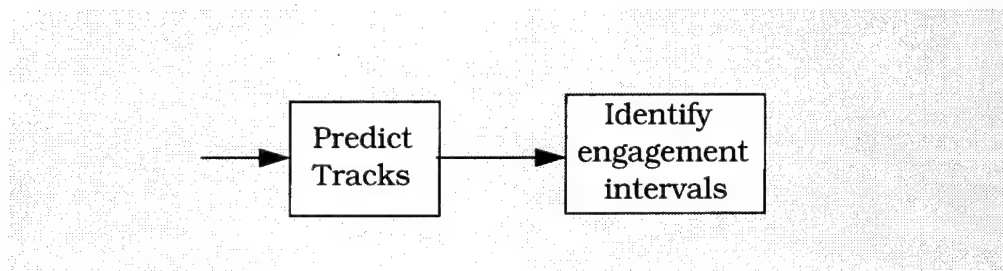 Predict
Tracks
Identify
engagement
intervals